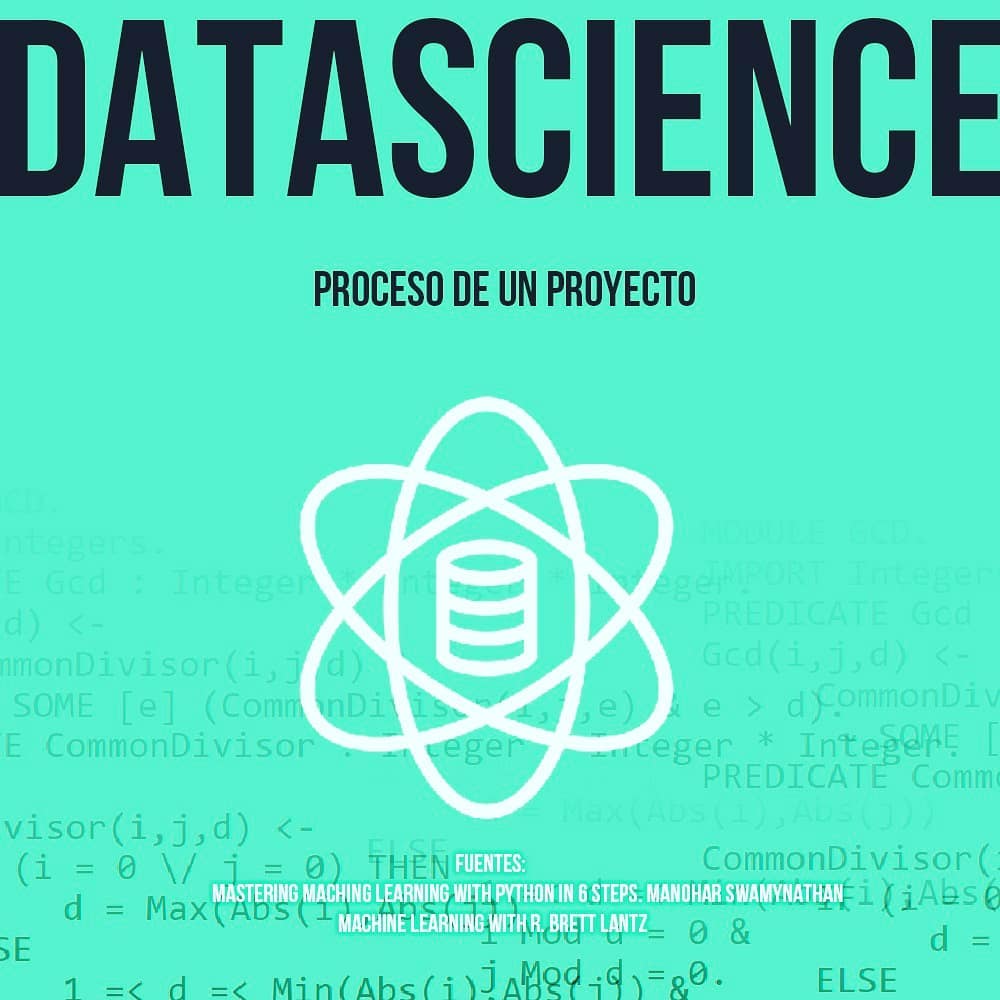 DATASCIENCE
PROCESO DE UN PROYECTO
GCD.
ntegers.
MODULE GCD.
E Gcd : Integer * Integer * Integer.
IMPORT Integers
d) <-
PREDICATE Gcd
mmonDivisor(i,j,d)
Gcd(i,j,d) <-
SOME [e] (CommonDivisor(i,j,e) & e > d).
CommonDiv
E CommonDivisor : Integer * Integer * Integer.
~ SOME [
PREDICATE Commo
= Max(Abs(i),Abs(j))
visor(i,j,d) <-
ELSE
CommonDivisor(i
(i = 0 \/ j = 0) THEN
FUENTES:
MASTERING MACHING LEARNING WITH PYTHON IN 6 STEPS. MANOHAR SWAMYNATHAN
IF (i = 0
d = Max(Abs(i),Abs(j))
MACHINE LEARNING WITH R. BRETT LANTZ
i Mod d = 0 &
d =
SE
j Mod d = 0.
ELSE
1 =< d =< Min(Abs(i),Abs(j)) &